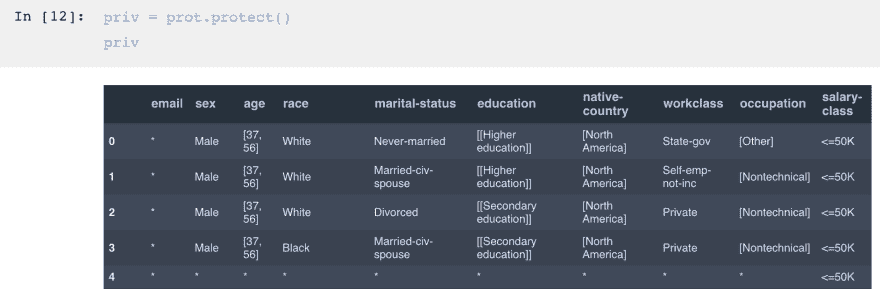 In [12]: priv = prot.protect()
priv
email sex age race marital-status education native-country workclass occupation salary-class
0 * Male [37, 56] White Never-married [[Higher education]] [North America] State-gov [Other] <=50K
1 * Male [37, 56] White Married-civ-spouse [[Higher education]] [North America] Self-emp-not-inc [Nontechnical] <=50K
2 * Male [37, 56] White Divorced [[Secondary education]] [North America] Private [Nontechnical] <=50K
3 * Male [37, 56] Black Married-civ-spouse [[Secondary education]] [North America] Private [Nontechnical] <=50K
4 * * * * * * * * * <=50K